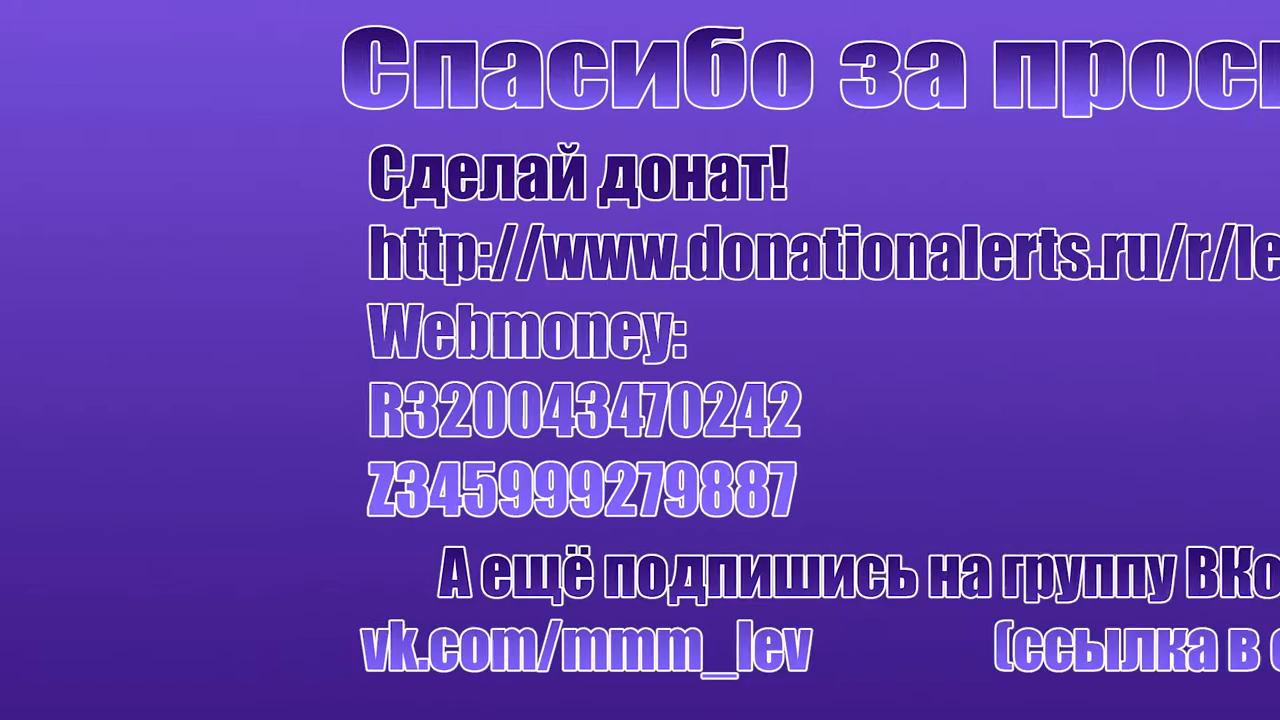 Спасибо за прос
Сделай донат!
http://www.donationalerts.ru/r/le
Webmoney:
R320043470242
Z345999279887
А ещё подпишись на группу ВКо
vk.com/mmm_lev (ссылка в